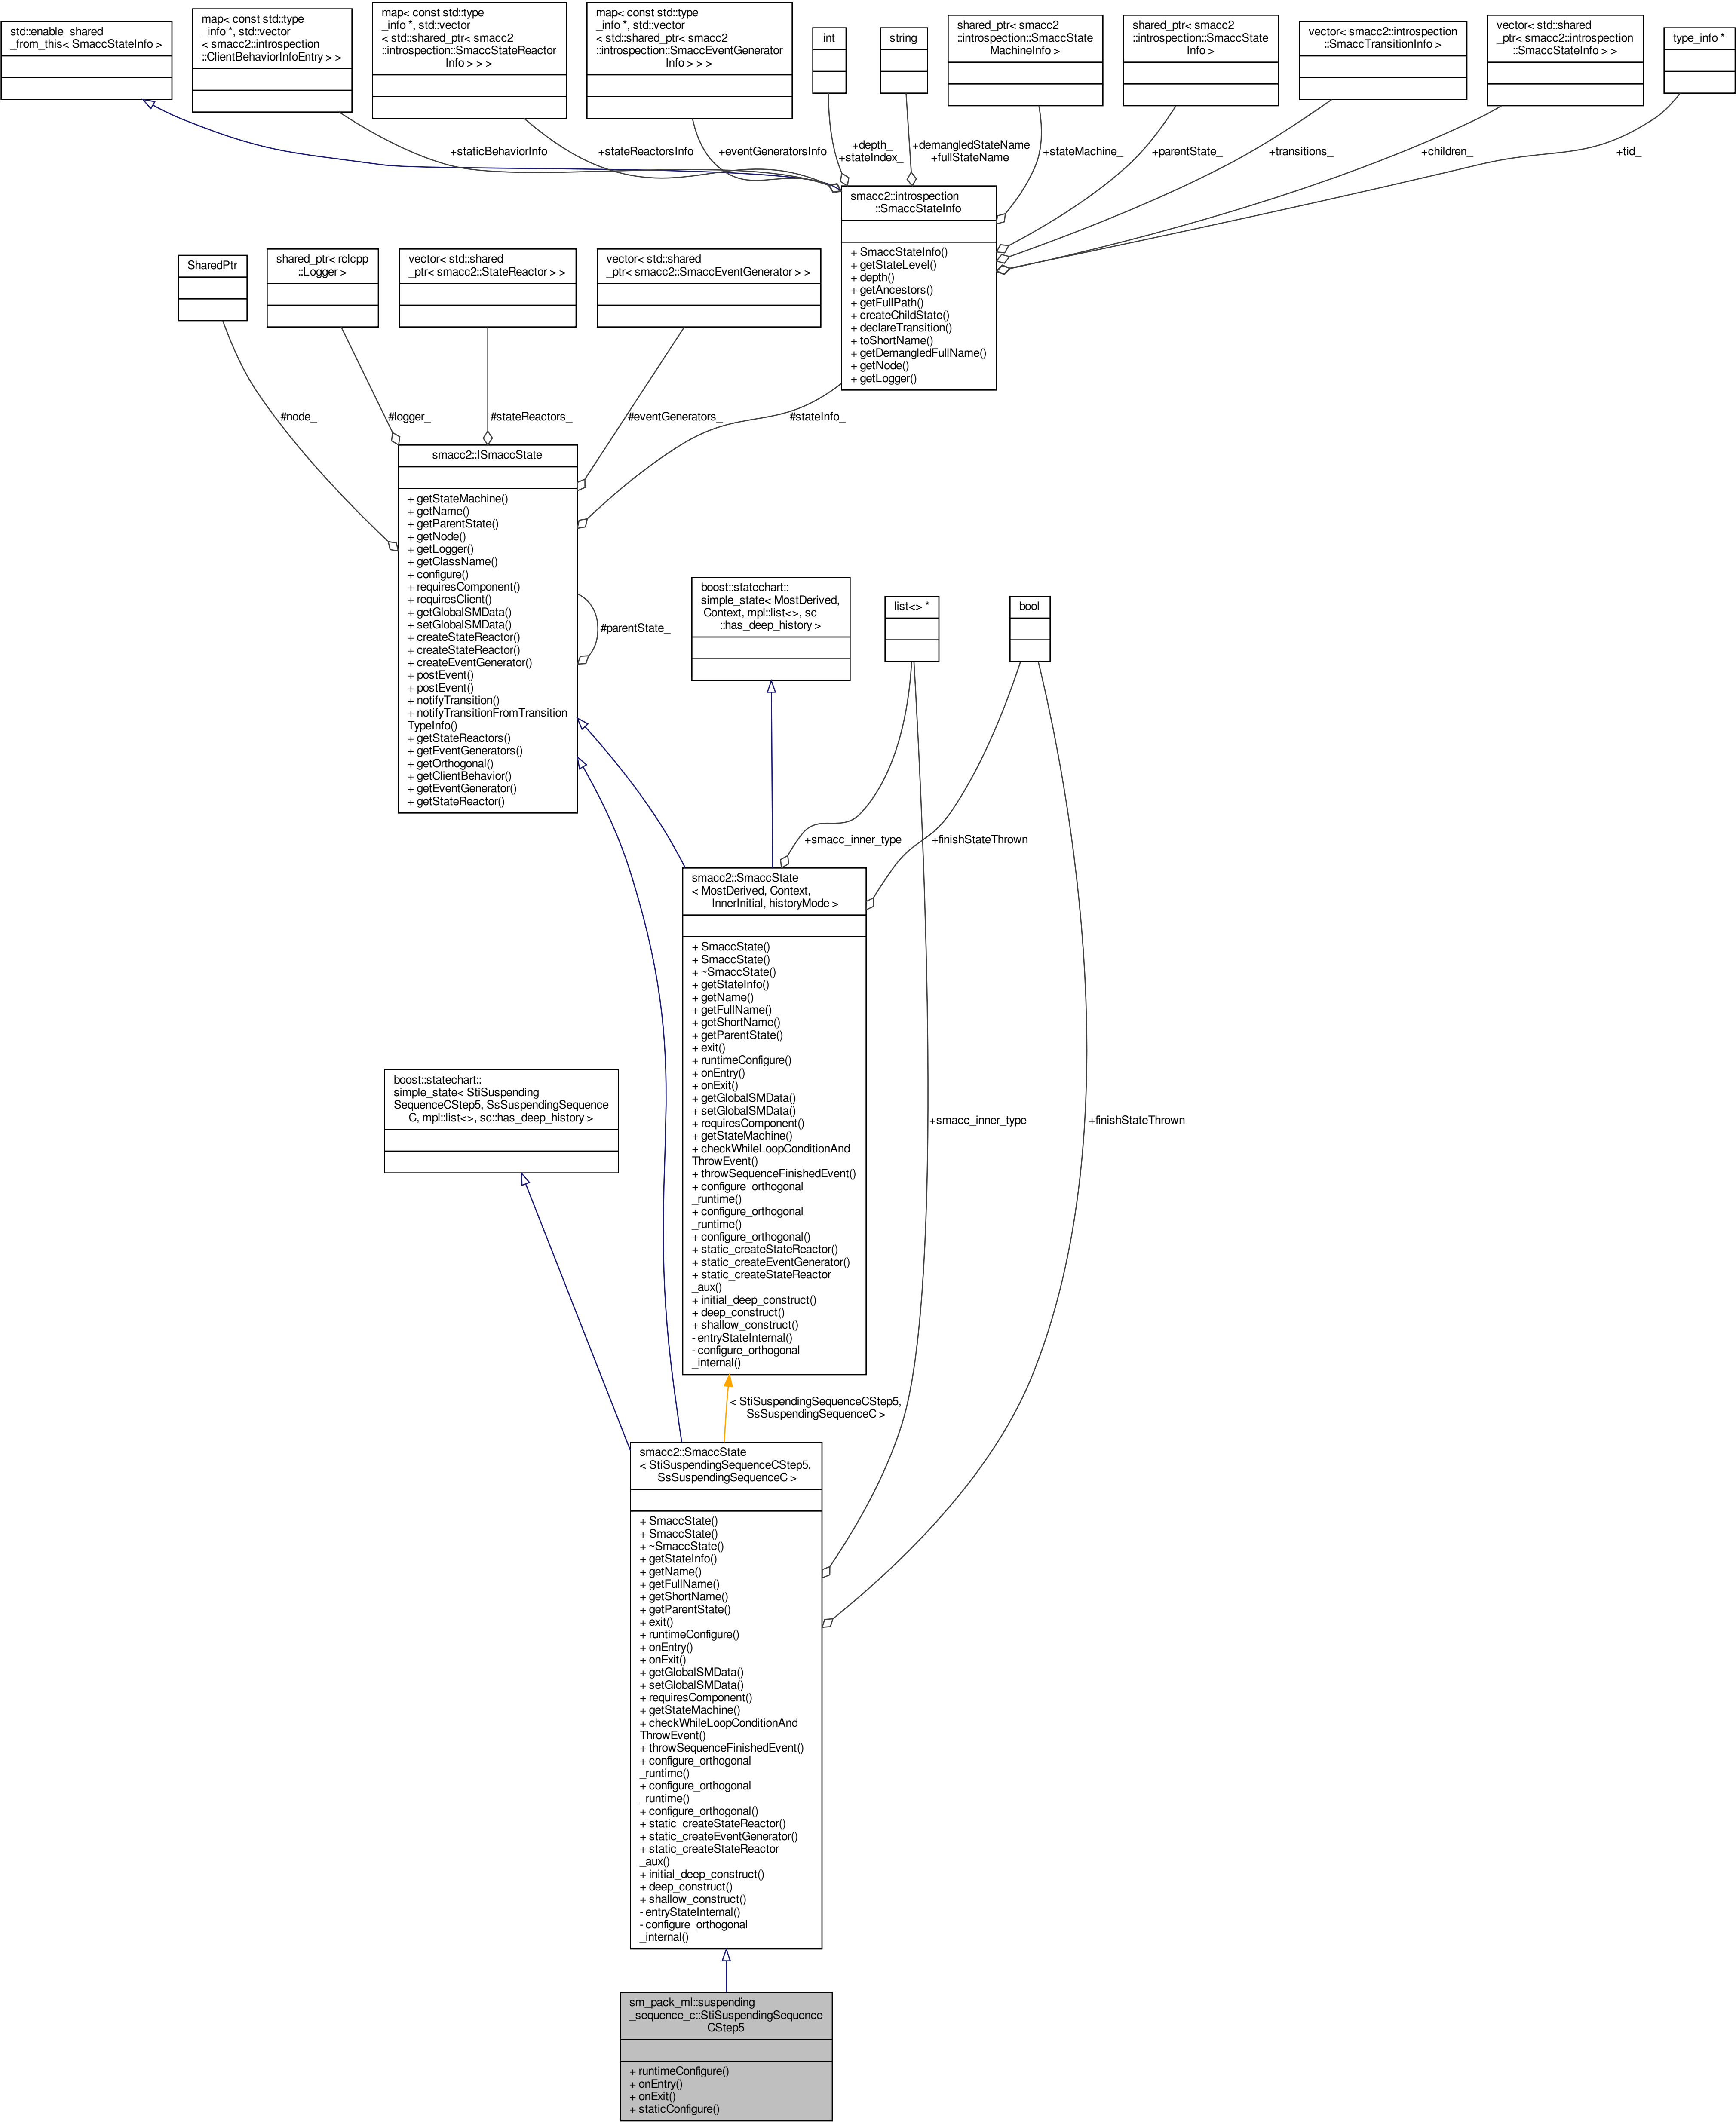 std::enable_shared
_from_this< SmaccStateInfo >
map< const std::type
_info *, std::vector
< smacc2::introspection
::ClientBehaviorInfoEntry > >
map< const std::type
_info *, std::vector
< std::shared_ptr< smacc2
::introspection::SmaccStateReactor
Info > > >
map< const std::type
_info *, std::vector
< std::shared_ptr< smacc2
::introspection::SmaccEventGenerator
Info > > >
int
string
shared_ptr< smacc2
::introspection::SmaccState
MachineInfo >
shared_ptr< smacc2
::introspection::SmaccState
Info >
vector< smacc2::introspection
::SmaccTransitionInfo >
vector< std::shared
_ptr< smacc2::introspection
::SmaccStateInfo > >
type_info *
+staticBehaviorInfo
+stateReactorsInfo
+eventGeneratorsInfo
+depth_
+stateIndex_
+demangledStateName
+fullStateName
+stateMachine_
+parentState_
+transitions_
+children_
+tid_
smacc2::introspection
::SmaccStateInfo
+ SmaccStateInfo()
+ getStateLevel()
+ depth()
+ getAncestors()
+ getFullPath()
+ createChildState()
+ declareTransition()
+ toShortName()
+ getDemangledFullName()
+ getNode()
+ getLogger()
SharedPtr
shared_ptr< rclcpp
::Logger >
vector< std::shared
_ptr< smacc2::StateReactor > >
vector< std::shared
_ptr< smacc2::SmaccEventGenerator > >
#node_
#logger_
#stateReactors_
#eventGenerators_
#stateInfo_
smacc2::ISmaccState
+ getStateMachine()
+ getName()
+ getParentState()
+ getNode()
+ getLogger()
+ getClassName()
+ configure()
+ requiresComponent()
+ requiresClient()
+ getGlobalSMData()
+ setGlobalSMData()
+ createStateReactor()
+ createStateReactor()
+ createEventGenerator()
+ postEvent()
+ postEvent()
+ notifyTransition()
+ notifyTransitionFromTransition
TypeInfo()
+ getStateReactors()
+ getEventGenerators()
+ getOrthogonal()
+ getClientBehavior()
+ getEventGenerator()
+ getStateReactor()
#parentState_
boost::statechart::
simple_state< MostDerived,
Context, mpl::list<>, sc
::has_deep_history >
list<> *
bool
+smacc_inner_type
+finishStateThrown
smacc2::SmaccState
< MostDerived, Context,
InnerInitial, historyMode >
+ SmaccState()
+ SmaccState()
+ ~SmaccState()
+ getStateInfo()
+ getName()
+ getFullName()
+ getShortName()
+ getParentState()
+ exit()
+ runtimeConfigure()
+ onEntry()
+ onExit()
+ getGlobalSMData()
+ setGlobalSMData()
+ requiresComponent()
+ getStateMachine()
+ checkWhileLoopConditionAnd
ThrowEvent()
+ throwSequenceFinishedEvent()
+ configure_orthogonal
_runtime()
+ configure_orthogonal
_runtime()
+ configure_orthogonal()
+ static_createStateReactor()
+ static_createEventGenerator()
+ static_createStateReactor
_aux()
+ initial_deep_construct()
+ deep_construct()
+ shallow_construct()
- entryStateInternal()
- configure_orthogonal
_internal()
boost::statechart::
simple_state< StiSuspending
SequenceCStep5, SsSuspendingSequence
C, mpl::list<>, sc::has_deep_history >
+smacc_inner_type
+finishStateThrown
< StiSuspendingSequenceCStep5,
SsSuspendingSequenceC >
smacc2::SmaccState
< StiSuspendingSequenceCStep5,
SsSuspendingSequenceC >
+ SmaccState()
+ SmaccState()
+ ~SmaccState()
+ getStateInfo()
+ getName()
+ getFullName()
+ getShortName()
+ getParentState()
+ exit()
+ runtimeConfigure()
+ onEntry()
+ onExit()
+ getGlobalSMData()
+ setGlobalSMData()
+ requiresComponent()
+ getStateMachine()
+ checkWhileLoopConditionAnd
ThrowEvent()
+ throwSequenceFinishedEvent()
+ configure_orthogonal
_runtime()
+ configure_orthogonal
_runtime()
+ configure_orthogonal()
+ static_createStateReactor()
+ static_createEventGenerator()
+ static_createStateReactor
_aux()
+ initial_deep_construct()
+ deep_construct()
+ shallow_construct()
- entryStateInternal()
- configure_orthogonal
_internal()
sm_pack_ml::suspending
_sequence_c::StiSuspendingSequence
CStep5
+ runtimeConfigure()
+ onEntry()
+ onExit()
+ staticConfigure()